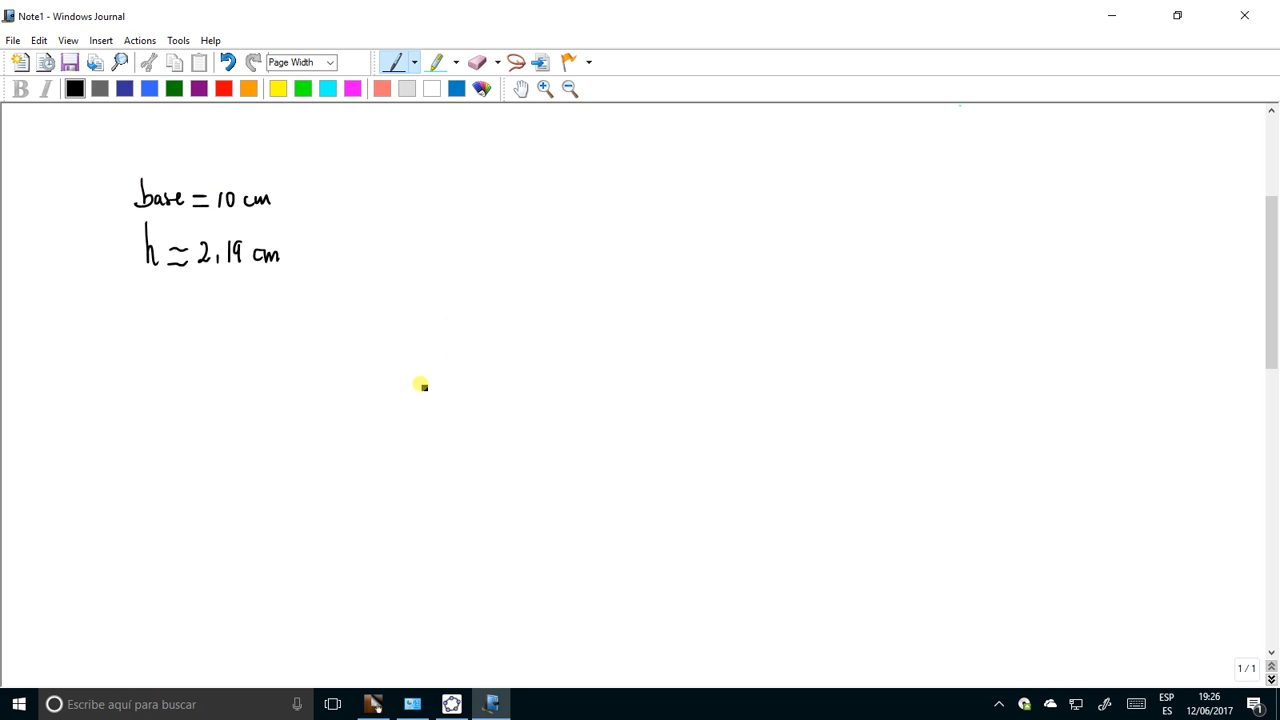 Note1 - Windows Journal
File Edit View Insert Actions Tools Help
Page Width
B I
base = 10 cm
h ≃ 2,19 cm
1 / 1
Escribe aquí para buscar
ESP 19:26
ES 12/06/2017
1